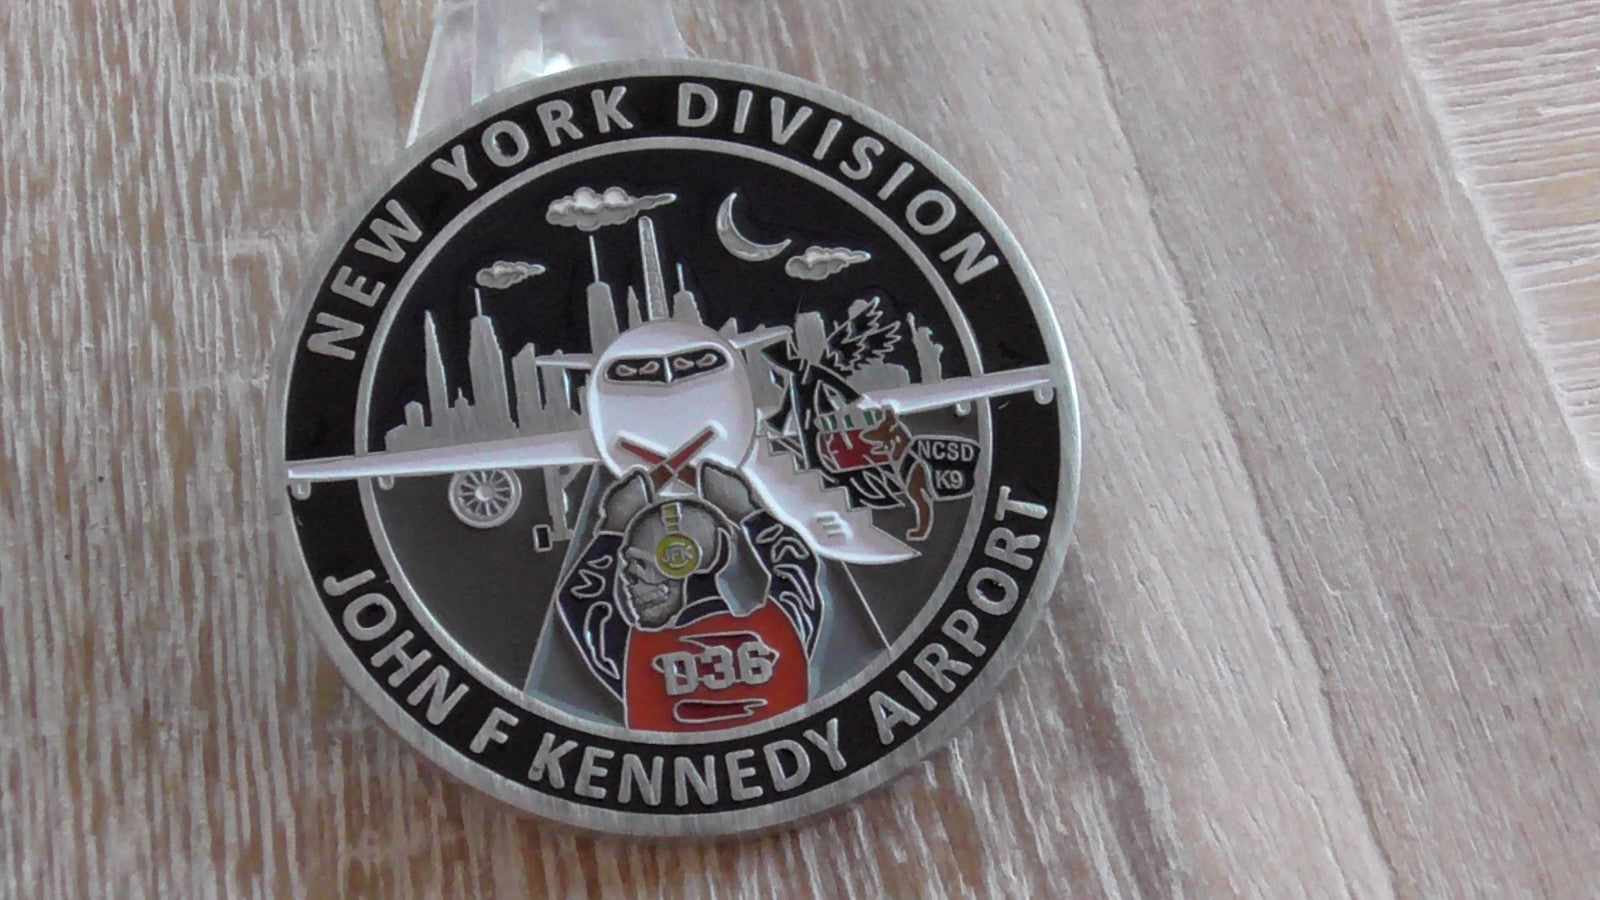 NEW YORK DIVISION
NCSD
K9
JFK
D36
JOHN F KENNEDY AIRPORT